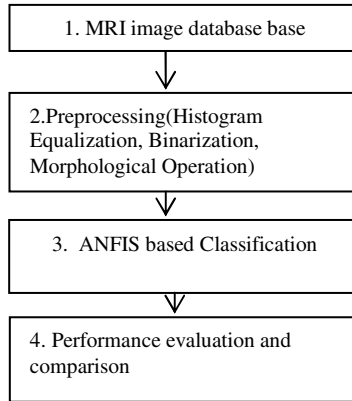 1. MRI image database base
2.Preprocessing(Histogram
Equalization, Binarization,
Morphological Operation)
3. ANFIS based Classification
4. Performance evaluation and
comparison